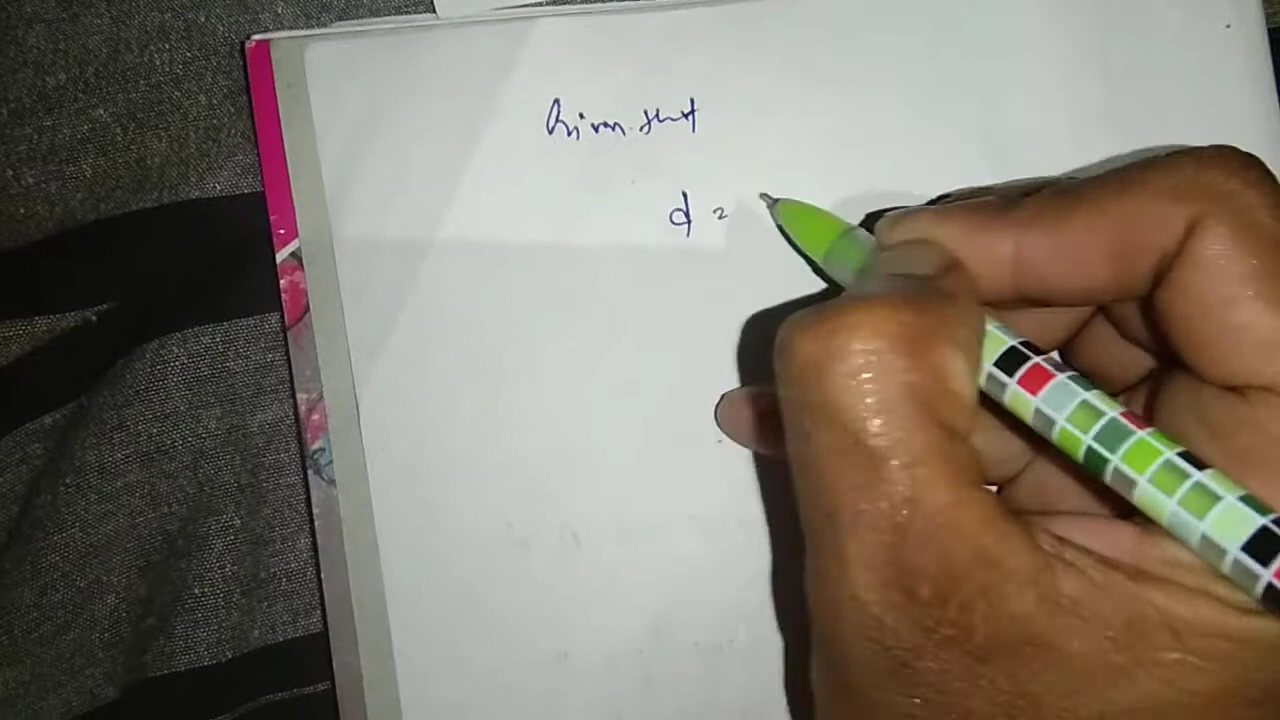 Given that
d =